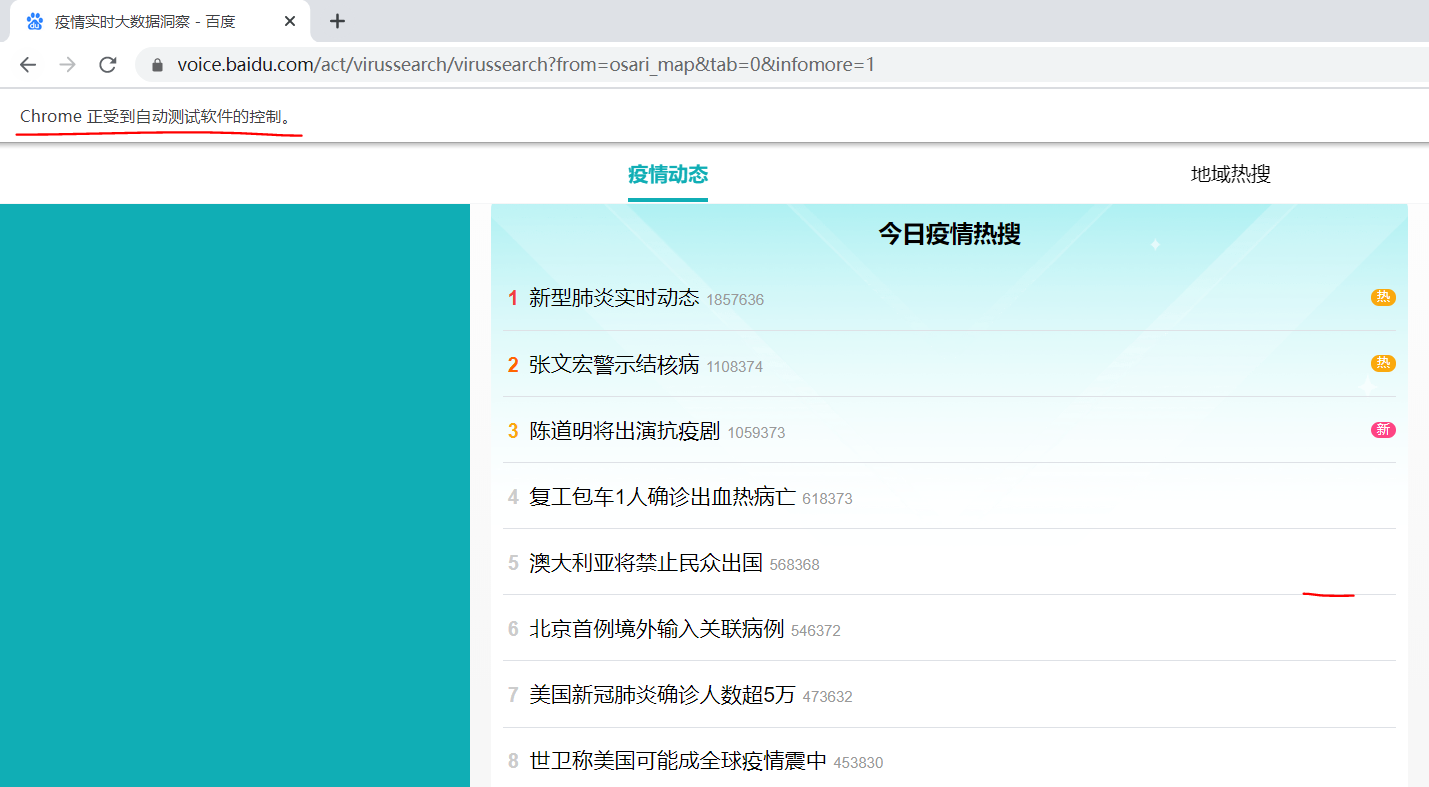 疫情实时大数据洞察 - 百度
voice.baidu.com/act/virussearch/virussearch?from=osari_map&tab=0&infomore=1
Chrome 正受到自动测试软件的控制。
疫情动态 地域热搜
今日疫情热搜
1 新型肺炎实时动态 1857636 热
2 张文宏警示结核病 1108374 热
3 陈道明将出演抗疫剧 1059373 新
4 复工包车1人确诊出血热病亡 618373
5 澳大利亚将禁止民众出国 568368
6 北京首例境外输入关联病例 546372
7 美国新冠肺炎确诊人数超5万 473632
8 世卫称美国可能成全球疫情震中 453830